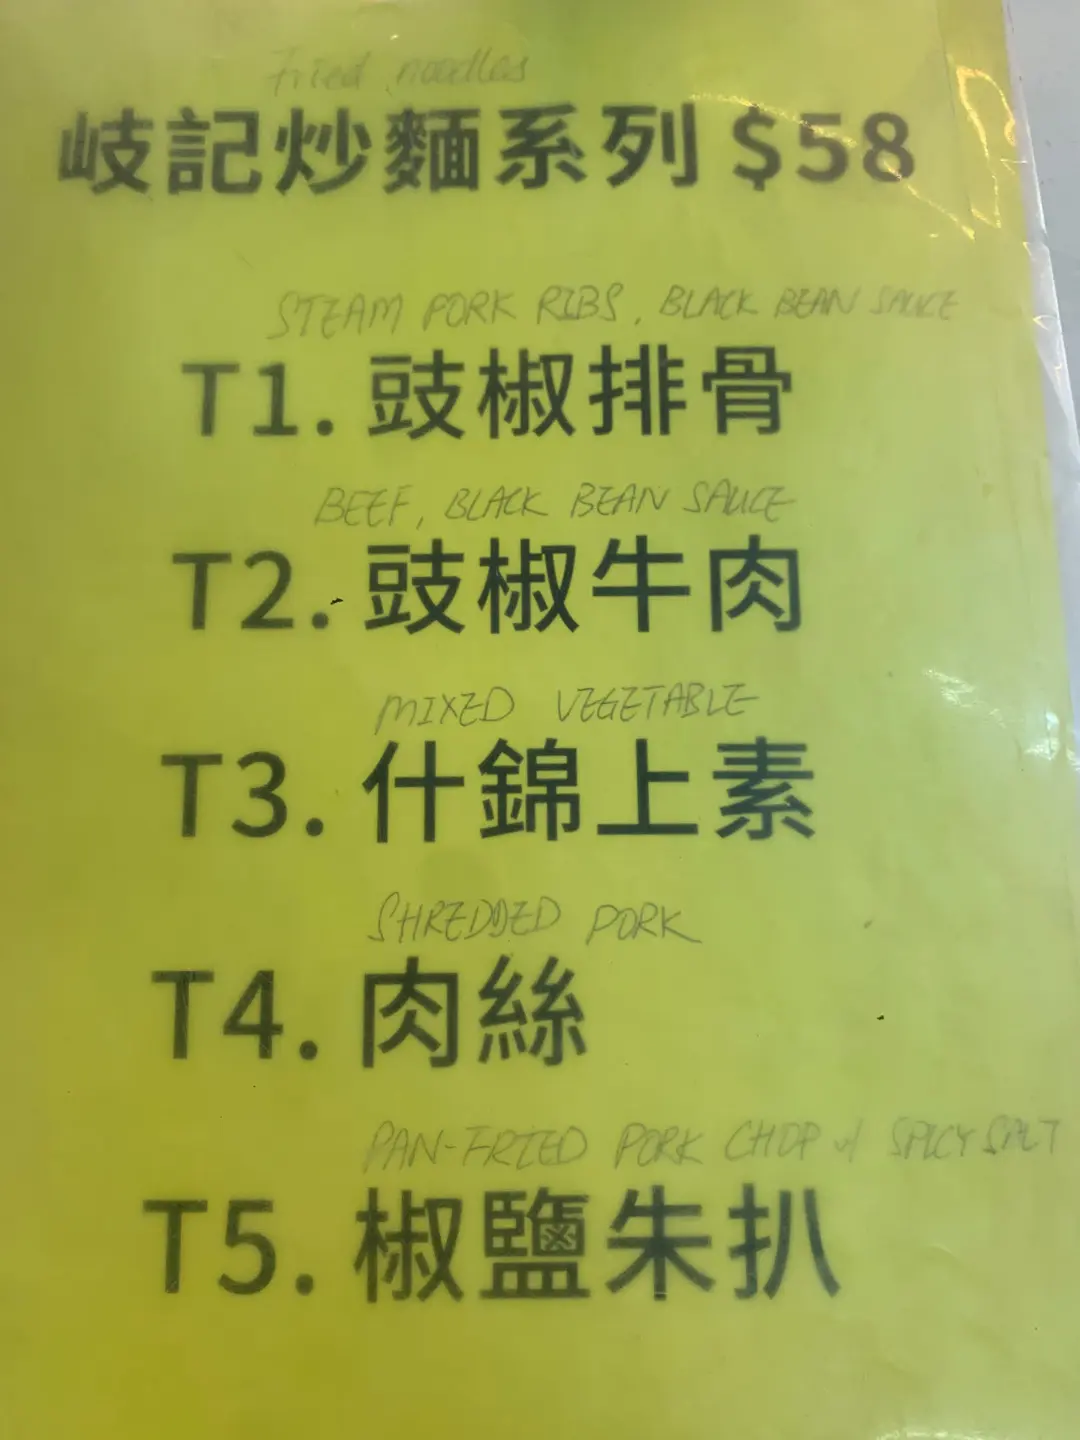 Fried noodles
岐記炒麵系列 $58
STEAM PORK RIBS, BLACK BEAN SAUCE
T1. 豉椒排骨
BEEF, BLACK BEAN SAUCE
T2. 豉椒牛肉
MIXED VEGETABLE
T3. 什錦上素
SHREDDED PORK
T4. 肉絲
PAN-FRIED PORK CHOP w/ SPICY SALT
T5. 椒鹽朱扒